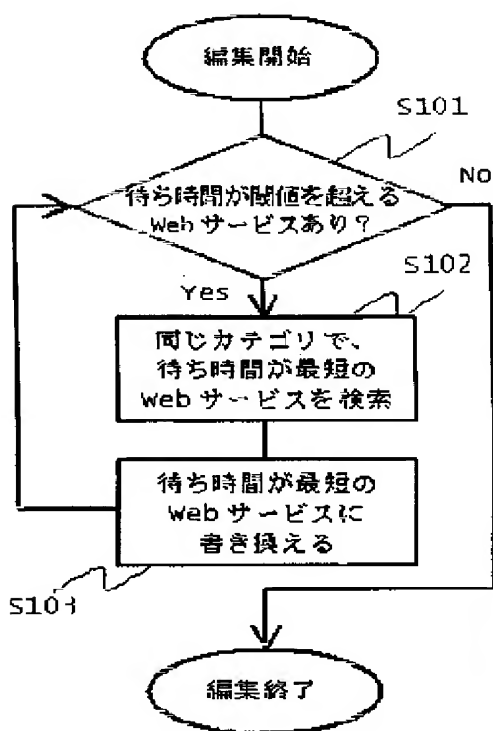 編集開始
S101
待ち時間が閾値を超える
Webサービスあり?
No
Yes
S102
同じカテゴリで、
待ち時間が最短の
Webサービスを検索
待ち時間が最短の
Webサービスに
書き換える
S103
編集終了